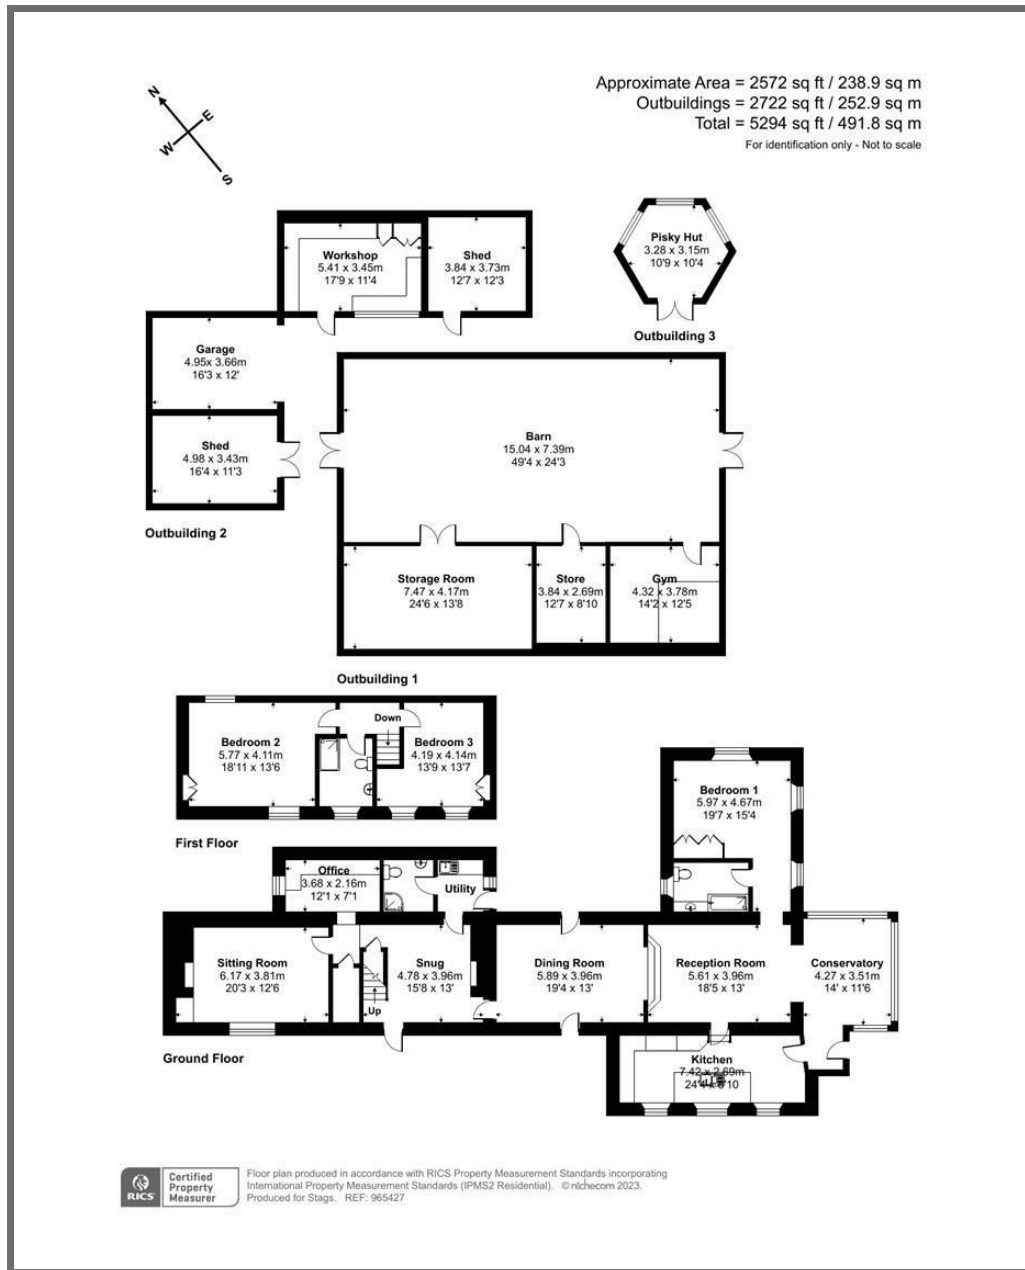 Approximate Area = 2572 sq ft / 238.9 sq m
Outbuildings = 2722 sq ft / 252.9 sq m
Total = 5294 sq ft / 491.8 sq m
For identification only - Not to scale
N
E
W
S
Workshop
5.41 x 3.45m
17'9 x 11'4
Shed
3.84 x 3.73m
12'7 x 12'3
Pisky Hut
3.28 x 3.15m
10'9 x 10'4
Outbuilding 3
Garage
4.95x 3.66m
16'3 x 12'
Shed
4.98 x 3.43m
16'4 x 11'3
Outbuilding 2
Barn
15.04 x 7.39m
49'4 x 24'3
Storage Room
7.47 x 4.17m
24'6 x 13'8
Store
3.84 x 2.69m
12'7 x 8'10
Gym
4.32 x 3.78m
14'2 x 12'5
Outbuilding 1
Bedroom 2
5.77 x 4.11m
18'11 x 13'6
Down
Bedroom 3
4.19 x 4.14m
13'9 x 13'7
First Floor
Bedroom 1
5.97 x 4.67m
19'7 x 15'4
Office
3.68 x 2.16m
12'1 x 7'1
Utility
Sitting Room
6.17 x 3.81m
20'3 x 12'6
Snug
4.78 x 3.96m
15'8 x 13'
Up
Dining Room
5.89 x 3.96m
19'4 x 13'
Reception Room
5.61 x 3.96m
18'5 x 13'
Conservatory
4.27 x 3.51m
14' x 11'6
Ground Floor
Kitchen
7.42 x 2.69m
24'4 x 8'10
RICS
Certified
Property
Measurer
Floor plan produced in accordance with RICS Property Measurement Standards incorporating
International Property Measurement Standards (IPMS2 Residential). © nichecom 2023.
Produced for Stags. REF: 965427